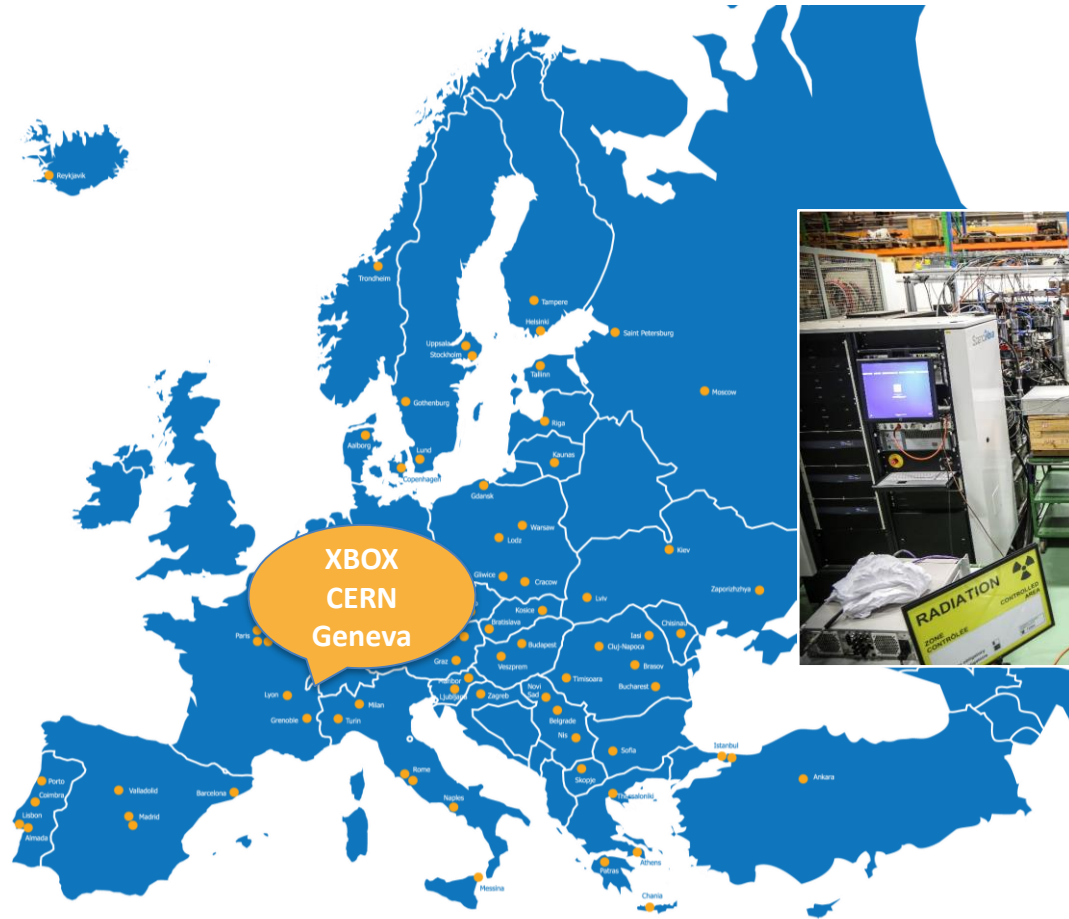 Reykjavik
Trondheim
Tampere
Helsinki
Saint Petersburg
Uppsala
Stockholm
Tallinn
Moscow
Gothenburg
Riga
Aalborg
Lund
Kaunas
Copenhagen
Gdansk
Warsaw
Lodz
Kiev
XBOX
CERN
Geneva
Gliwice
Cracow
Lviv
Zaporizhzhya
Kosice
Paris
Bratislava
Chisinau
Iasi
Budapest
Cluj-Napoca
Graz
Veszprem
Brasov
Maribor
Timisoara
Bucharest
Ljubljana
Zagreb
Novi
Sad
Lyon
Milan
Belgrade
Grenoble
Turin
Nis
Sofia
Istanbul
Rome
Skopje
Ankara
Porto
Valladolid
Barcelona
Coimbra
Naples
Thessaloniki
Lisbon
Madrid
Almada
Athens
Patras
Messina
Chania
ScandiNova
RADIATION
CONTROLLED
AREA
ZONE
CONTRÔLÉE